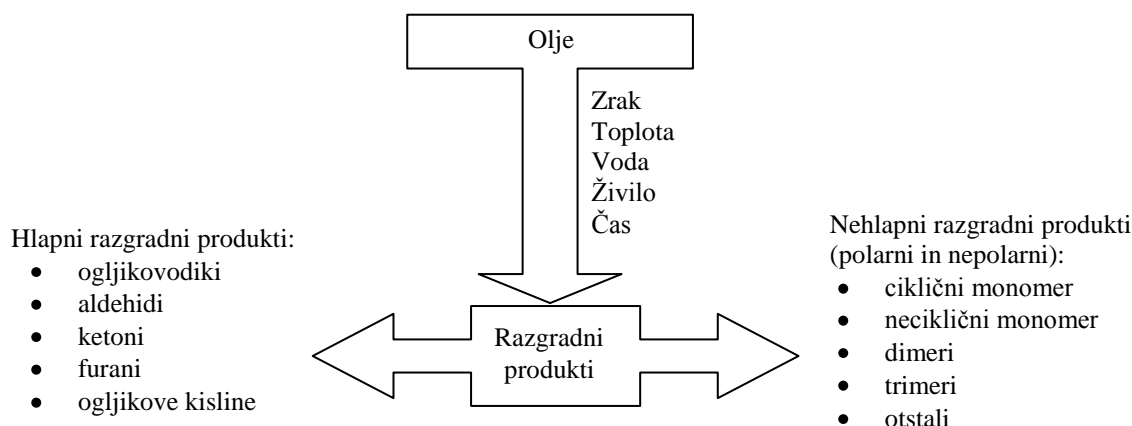 Olje
Zrak
Toplota
Voda
Živilo
Čas
Hlapni razgradni produkti:
• ogljikovodiki
• aldehidi
• ketoni
• furani
• ogljikove kisline
Razgradni
produkti
Nehlapni razgradni produkti
(polarni in nepolarni):
• ciklični monomer
• neciklični monomer
• dimeri
• trimeri
• otstali